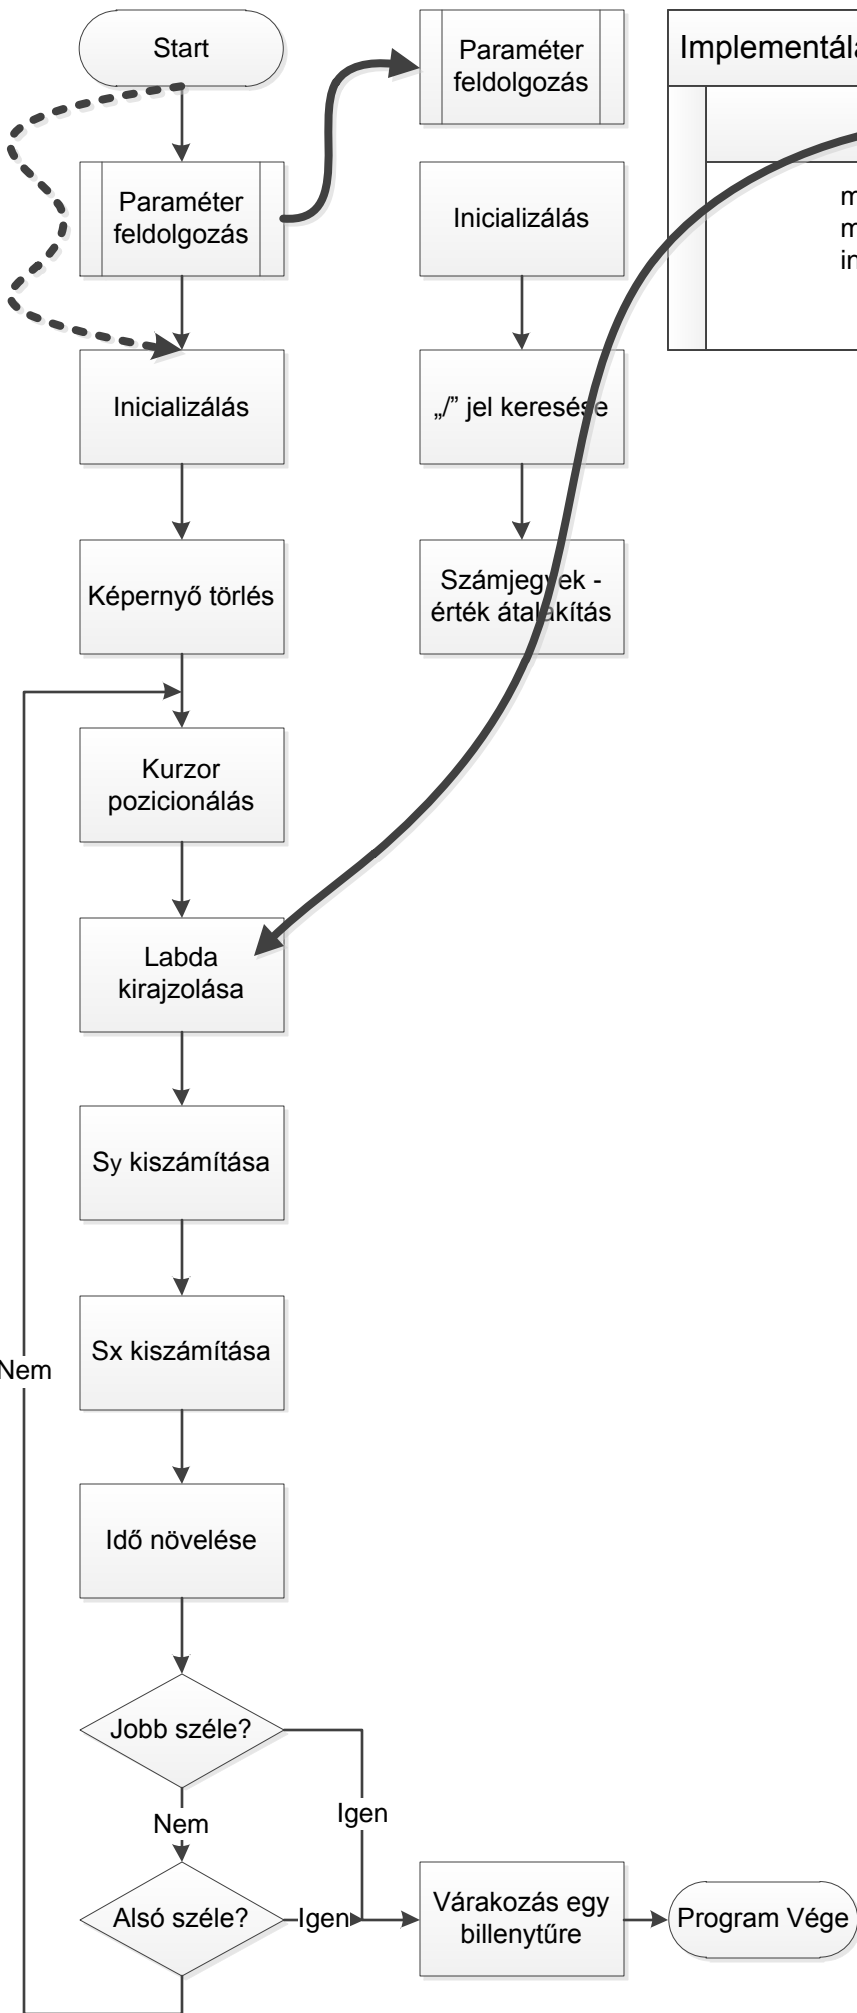 Start
Paraméter
feldolgozás
Inicializálás
Képernyő törlés
Kurzor
pozicionálás
Labda
kirajzolása
Sy kiszámítása
Sx kiszámítása
Idő növelése
Jobb széle?
Nem
Igen
Alsó széle?
Igen
Nem
Várakozás egy
billenytűre
Program Vége
Paraméter
feldolgozás
Inicializálás
„/” jel keresése
Számjegyek -
érték átalakítás